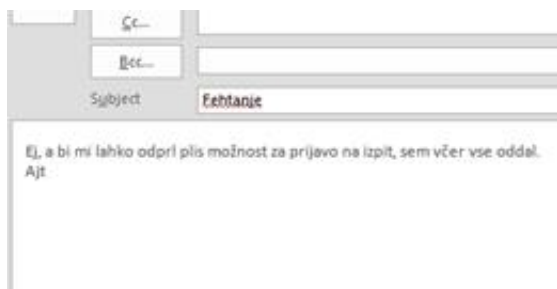 Cc...
Bcc...
Subject Fehtanje
Ej, a bi mi lahko odprl plis možnost za prijavo na izpit, sem včer vse oddal.
Ajt